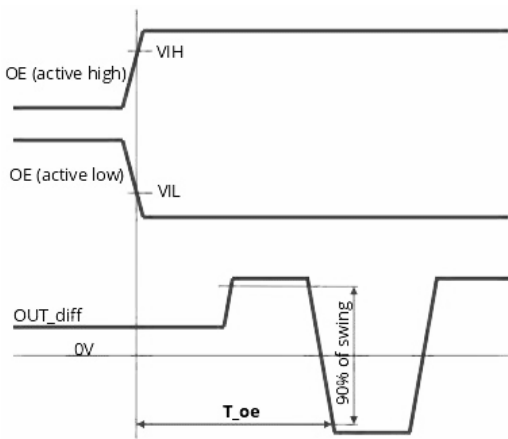 VIH
OE (active high)
OE (active low)
VIL
OUT_diff
0V
90% of swing
T_oe